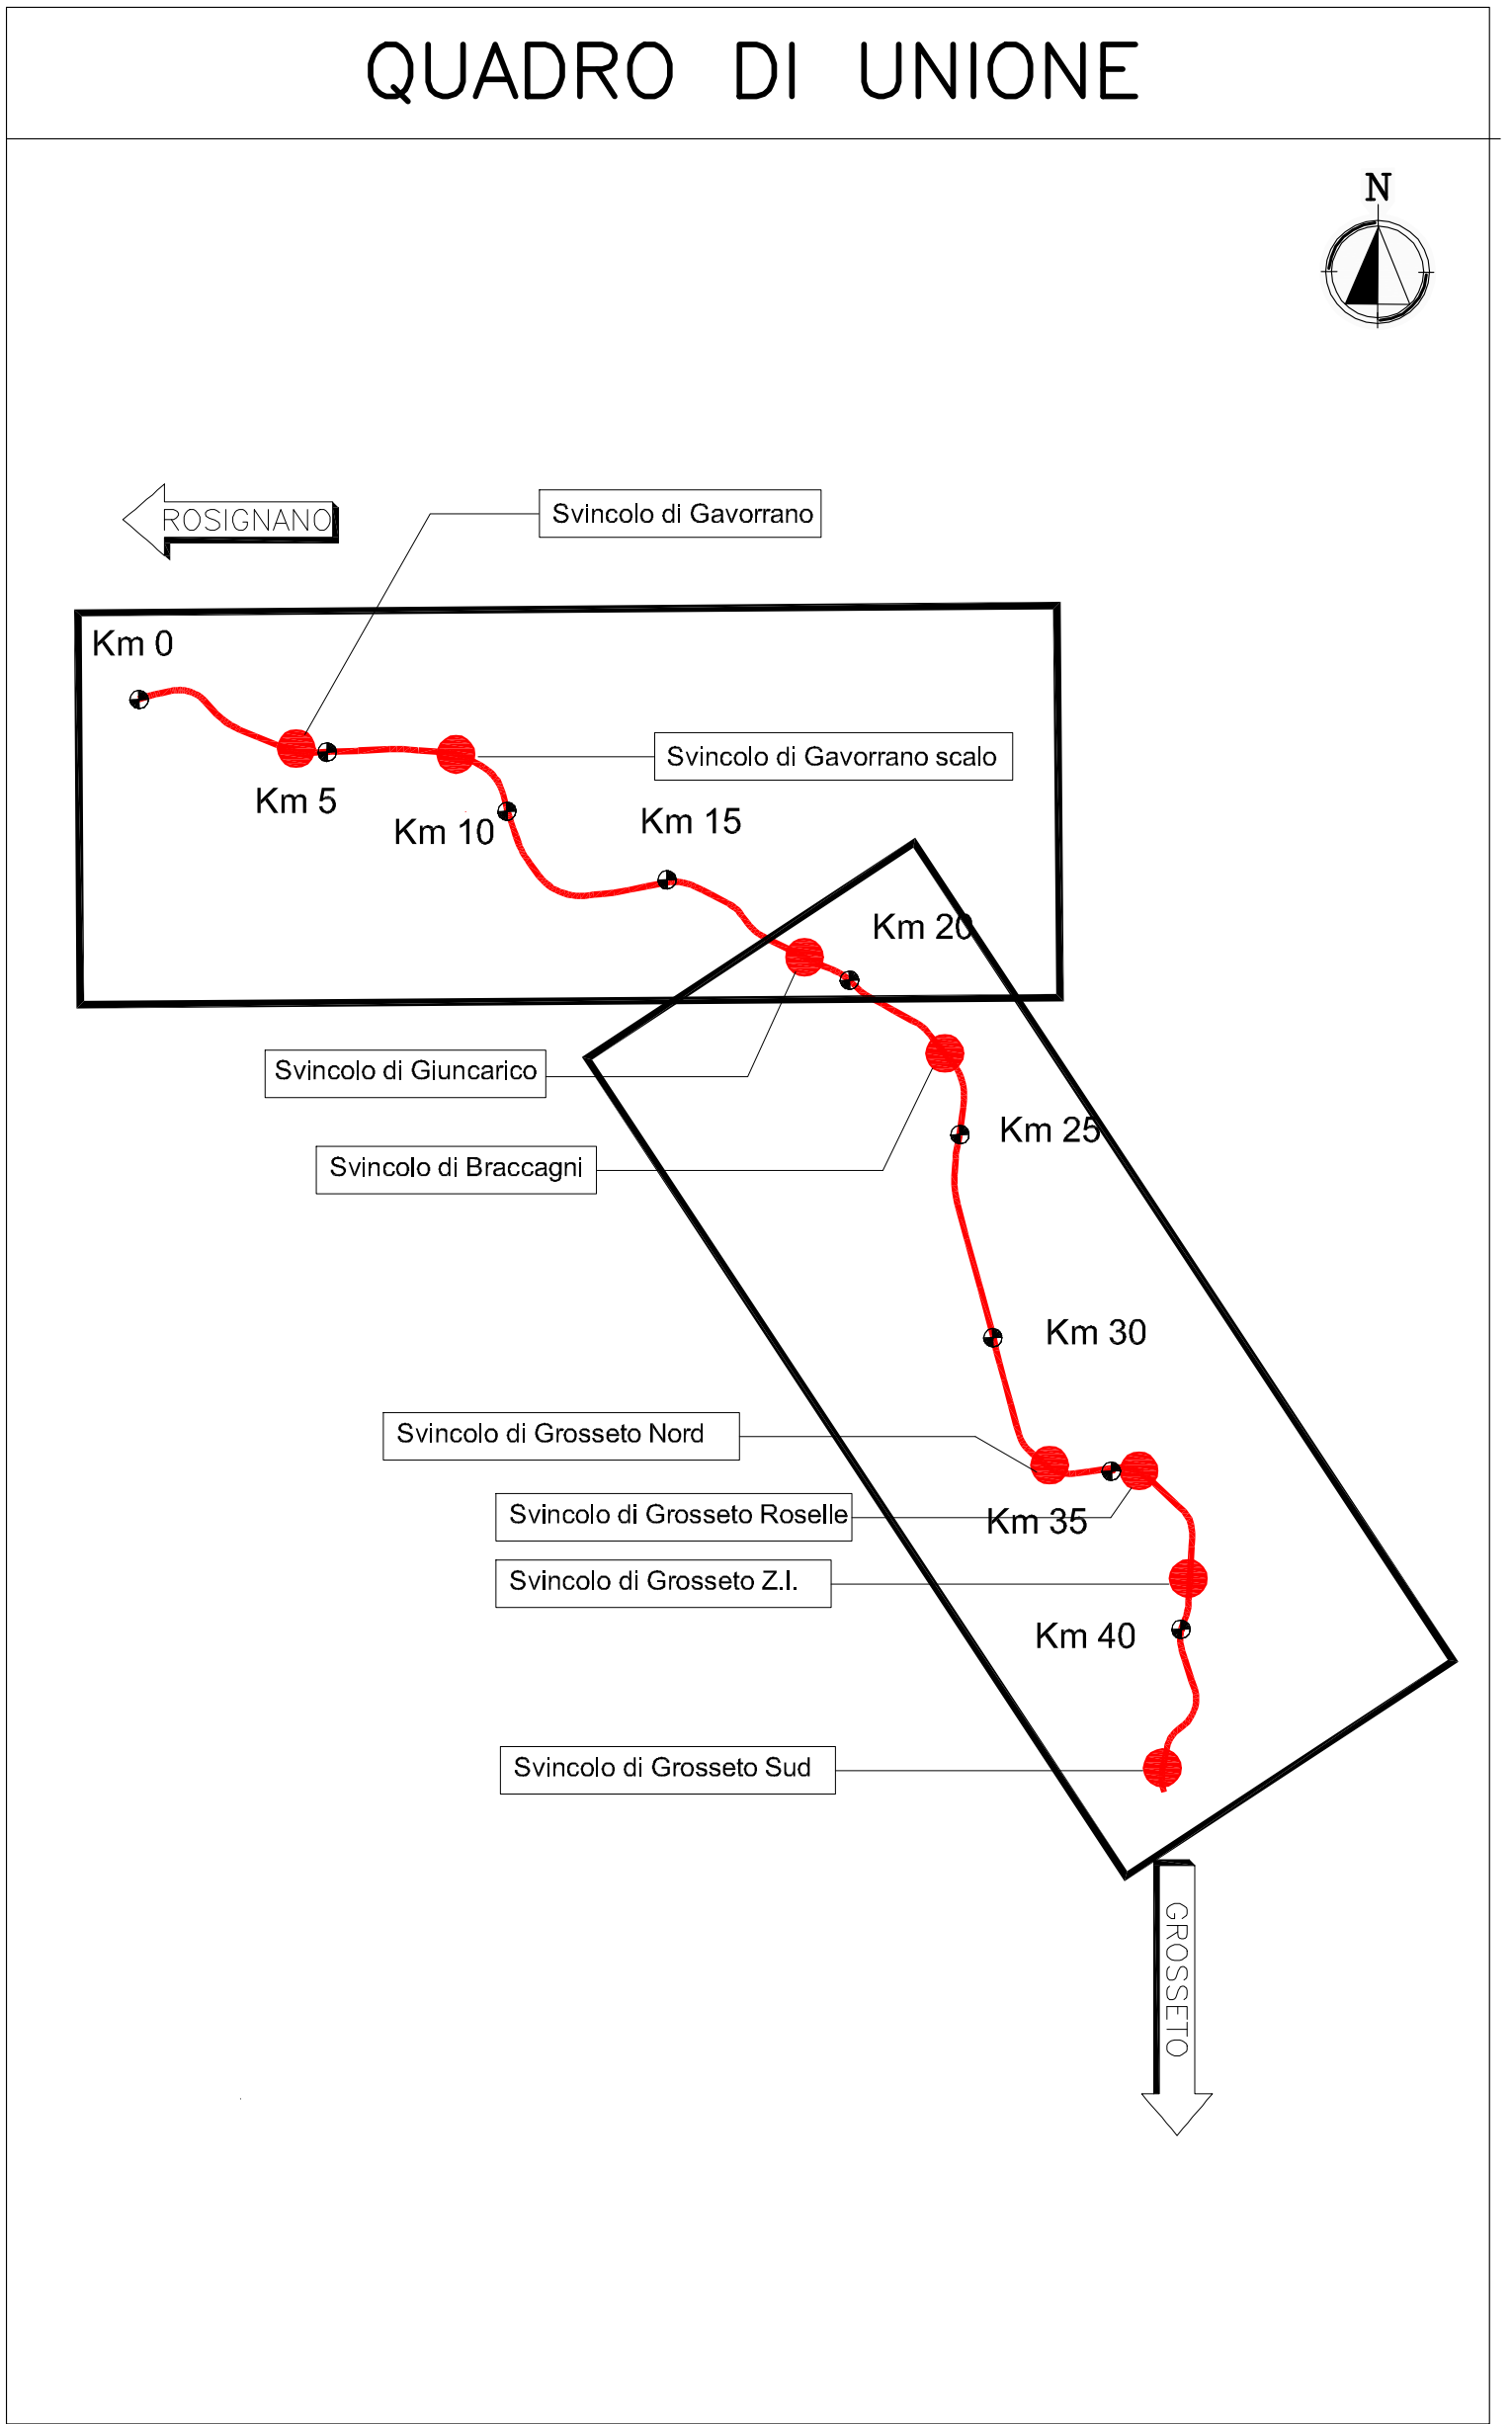 QUADRO DI UNIONE
N
ROSIGNANO
Svincolo di Gavorrano
Km 0
Svincolo di Gavorrano scalo
Km 5
Km 10
Km 15
Km 20
Svincolo di Giuncarico
Km 25
Svincolo di Braccagni
Km 30
Svincolo di Grosseto Nord
Svincolo di Grosseto Roselle
Km 35
Svincolo di Grosseto Z.I.
Km 40
Svincolo di Grosseto Sud
GROSSETO